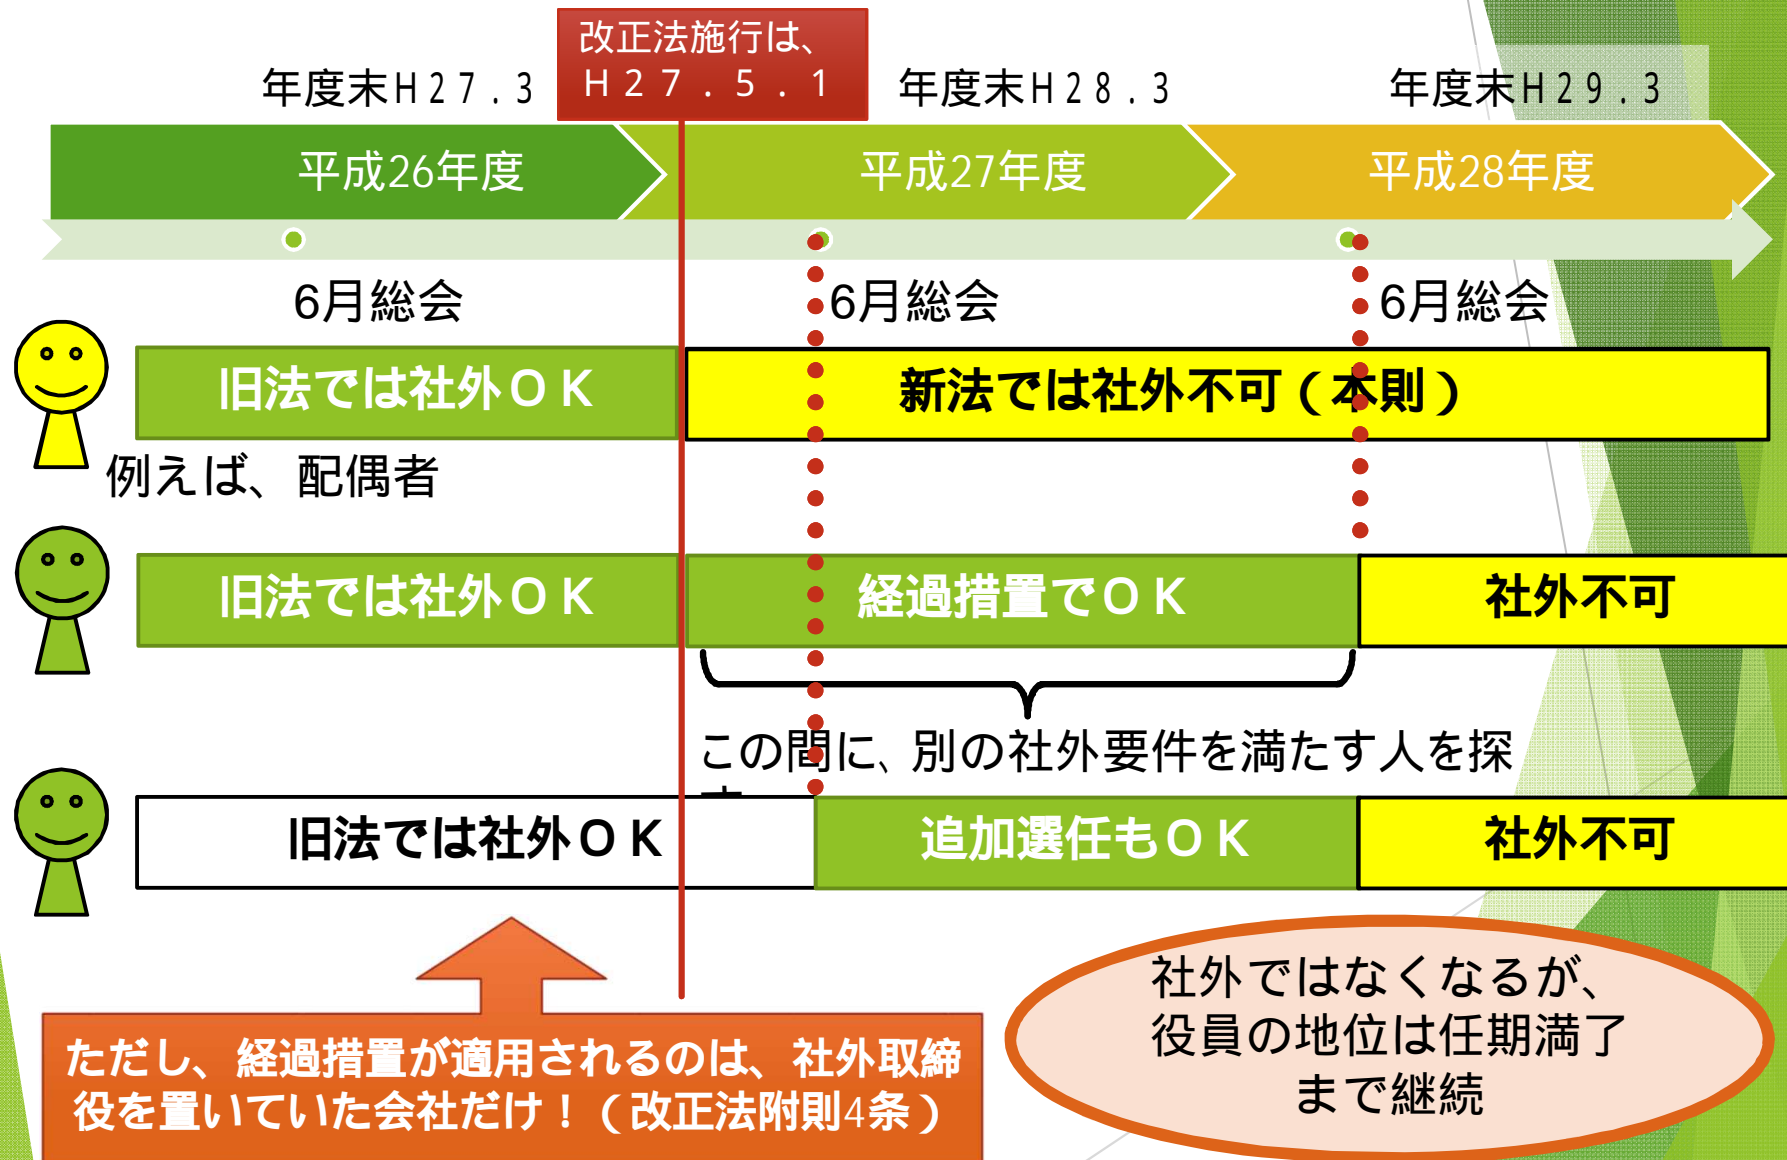 改正法施行は、
Ｈ２７．５．１
年度末Ｈ２７．３
年度末Ｈ２８．３
年度末Ｈ２９．３
平成26年度
平成27年度
平成28年度
6月総会
6月総会
6月総会
旧法では社外ＯＫ
新法では社外不可（本則）
例えば、配偶者
旧法では社外ＯＫ
経過措置でＯＫ
社外不可
この間に、別の社外要件を満たす人を探
旧法では社外ＯＫ
追加選任もＯＫ
社外不可
ただし、経過措置が適用されるのは、社外取締
役を置いていた会社だけ！（改正法附則4条）
社外ではなくなるが、
役員の地位は任期満了
まで継続